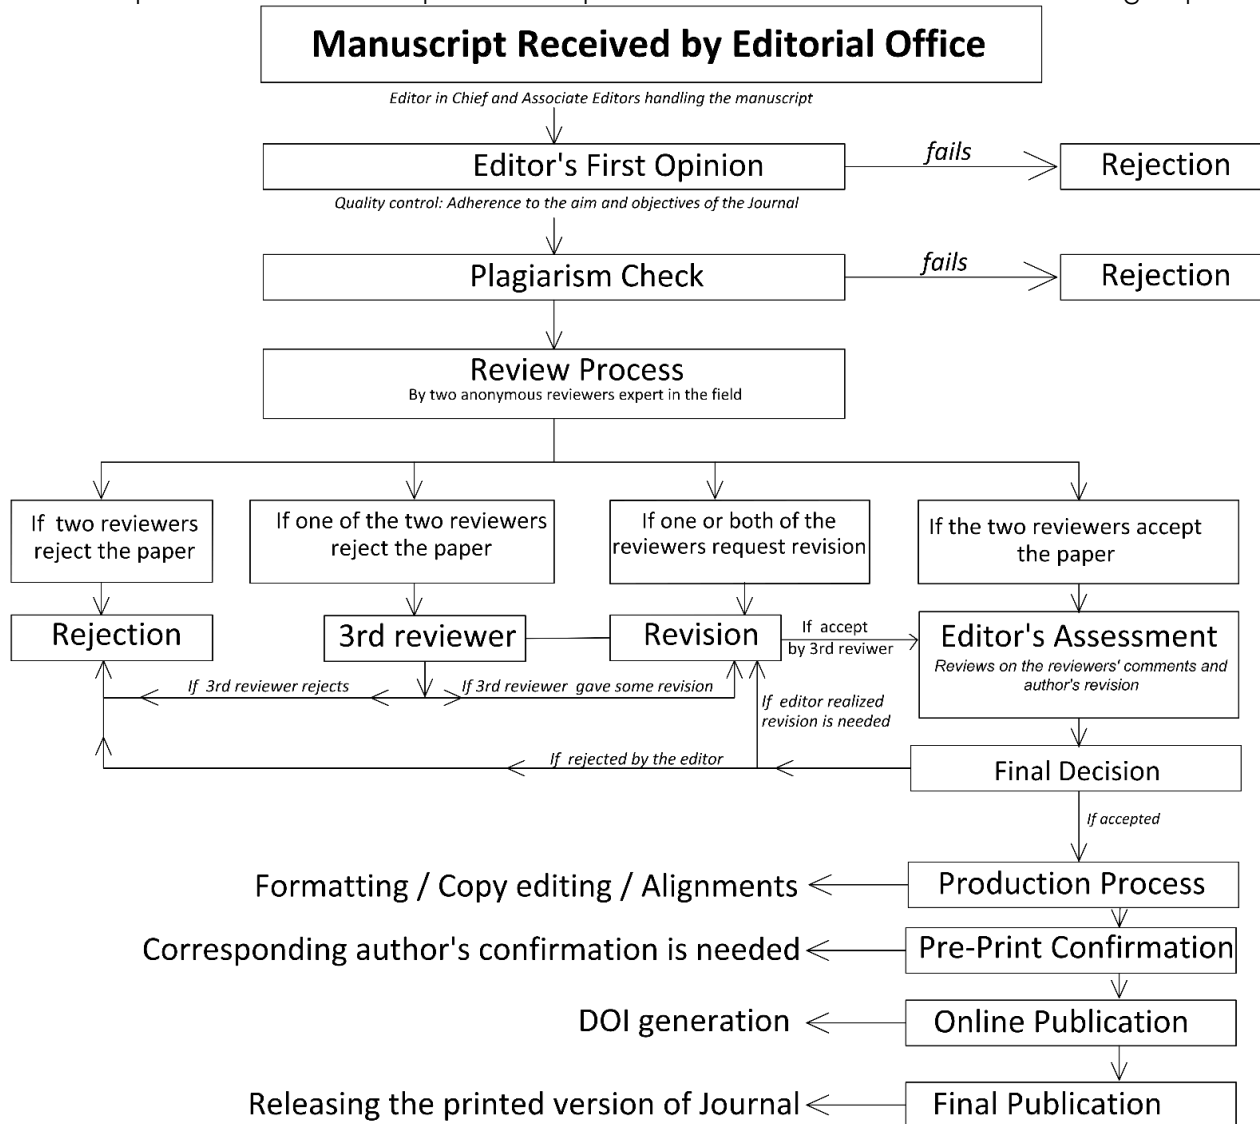 Manuscript Received by Editorial Office
Editor in Chief and Associate Editors handling the manuscript
Editor's First Opinion
fails
Rejection
Quality control: Adherence to the aim and objectives of the Journal
Plagiarism Check
fails
Rejection
Review Process
By two anonymous reviewers expert in the field
If two reviewers
reject the paper
If one of the two reviewers
reject the paper
If one or both of the
reviewers request revision
If the two reviewers accept
the paper
Rejection
3rd reviewer
Revision
If accept
by 3rd reviwer
Editor's Assessment
Reviews on the reviewers' comments and
author's revision
If 3rd reviewer rejects
If 3rd reviewer gave some revision
If editor realized
revision is needed
If rejected by the editor
Final Decision
If accepted
Formatting / Copy editing / Alignments
Production Process
Corresponding author's confirmation is needed
Pre-Print Confirmation
DOI generation
Online Publication
Releasing the printed version of Journal
Final Publication